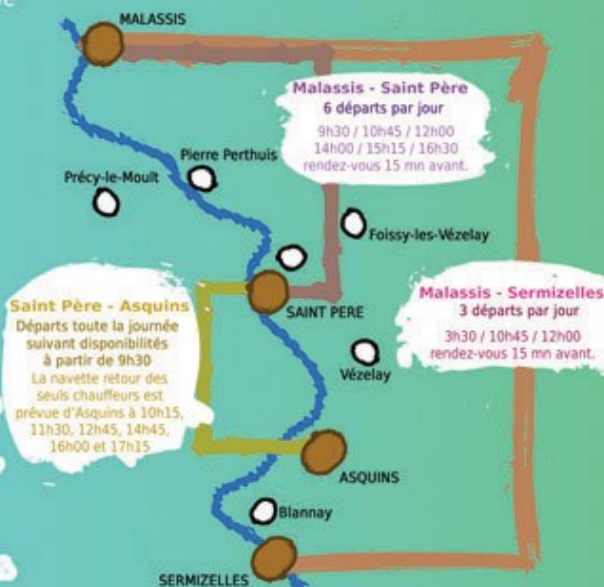 MALASSIS
Malassis - Saint Père
6 départs par jour
9h30 / 10h45 / 12h00
14h00 / 15h15 / 16h30
rendez-vous 15 mn avant.
Pierre Perthuis
Précy-le-Moult
Foissy-les-Vézelay
SAINT PERE
Saint Père - Asquins
Départs toute la journée
suivant disponibilités
à partir de 9h30
La navette retour des
seuls chauffeurs est
prévue d'Asquins à 10h15,
11h30, 12h45, 14h45,
16h00 et 17h15
Malassis - Sermizelles
3 départs par jour
3h30 / 10h45 / 12h00
rendez-vous 15 mn avant.
Vézelay
ASQUINS
Blannay
SERMIZELLES